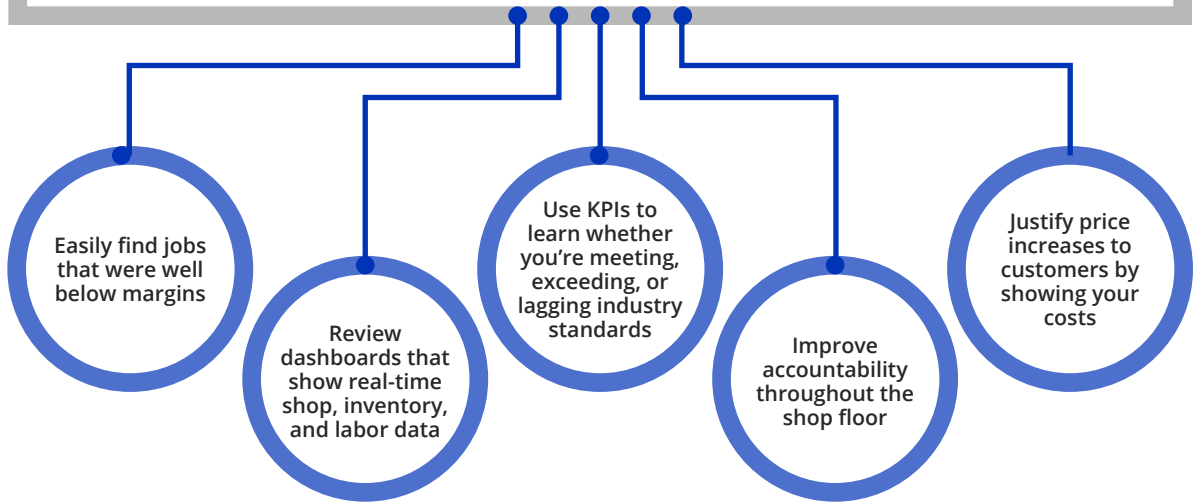 Easily find jobs
that were well
below margins
Review
dashboards that
show real-time
shop, inventory,
and labor data
Use KPIs to
learn whether
you’re meeting,
exceeding, or
lagging industry
standards
Improve
accountability
throughout the
shop floor
Justify price
increases to
customers by
showing your
costs